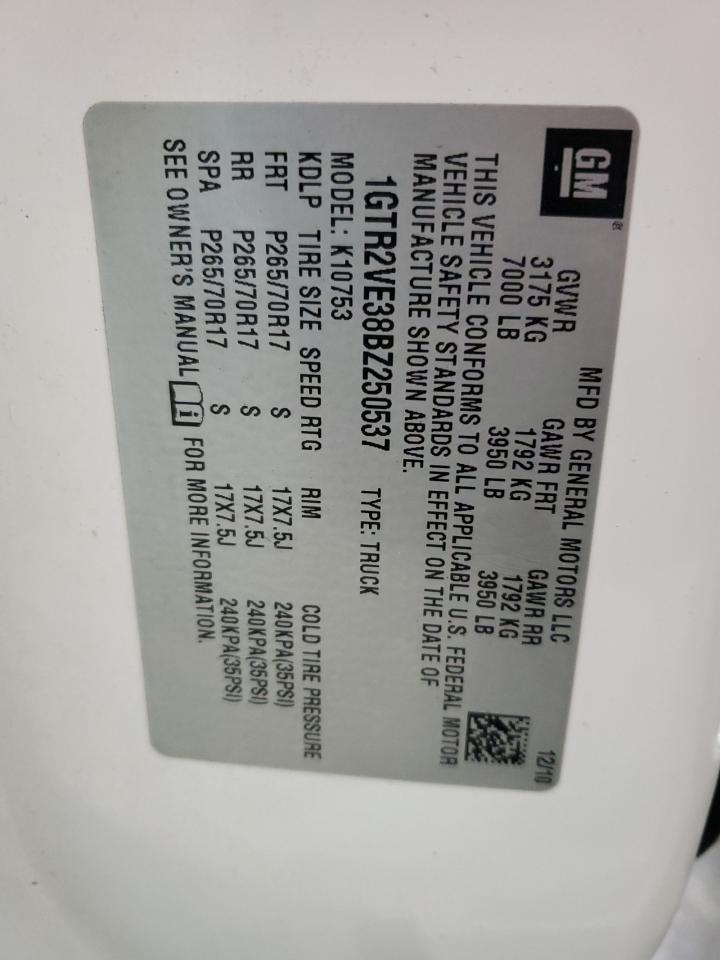 GM
MFD BY GENERAL MOTORS LLC 12/10
GVWR GAWR FRT GAWR RR
3175 KG 1792 KG 1792 KG
7000 LB 3950 LB 3950 LB
THIS VEHICLE CONFORMS TO ALL APPLICABLE U.S. FEDERAL MOTOR
VEHICLE SAFETY STANDARDS IN EFFECT ON THE DATE OF
MANUFACTURE SHOWN ABOVE.
1GTR2VE38BZ250537 TYPE: TRUCK
MODEL: K10753
KDLP TIRE SIZE SPEED RTG RIM COLD TIRE PRESSURE
FRT P265/70R17 S 17X7.5J 240KPA(35PSI)
RR P265/70R17 S 17X7.5J 240KPA(35PSI)
SPA P265/70R17 S 17X7.5J 240KPA(35PSI)
SEE OWNER'S MANUAL i FOR MORE INFORMATION.